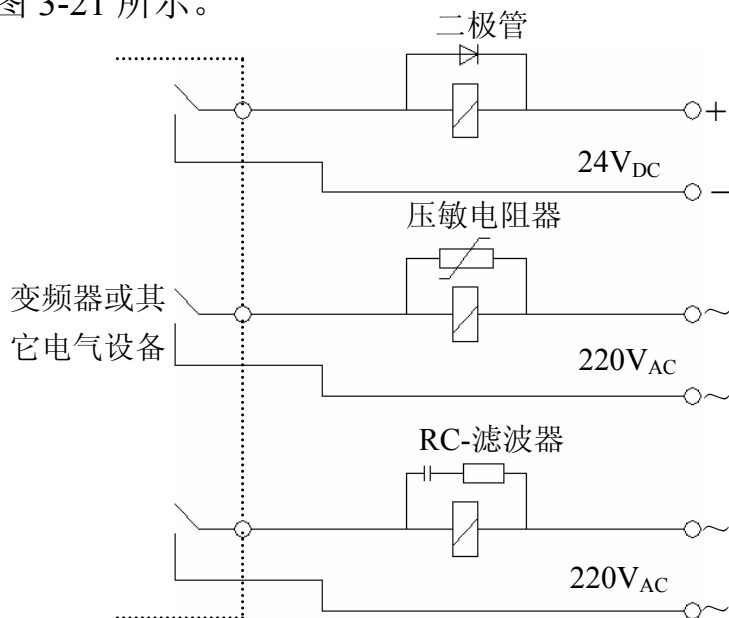 图 3-21 所示。
二极管
+
24V_DC
−
压敏电阻器
变频器或其
它电气设备
~
220V_AC
~
RC-滤波器
~
220V_AC
~